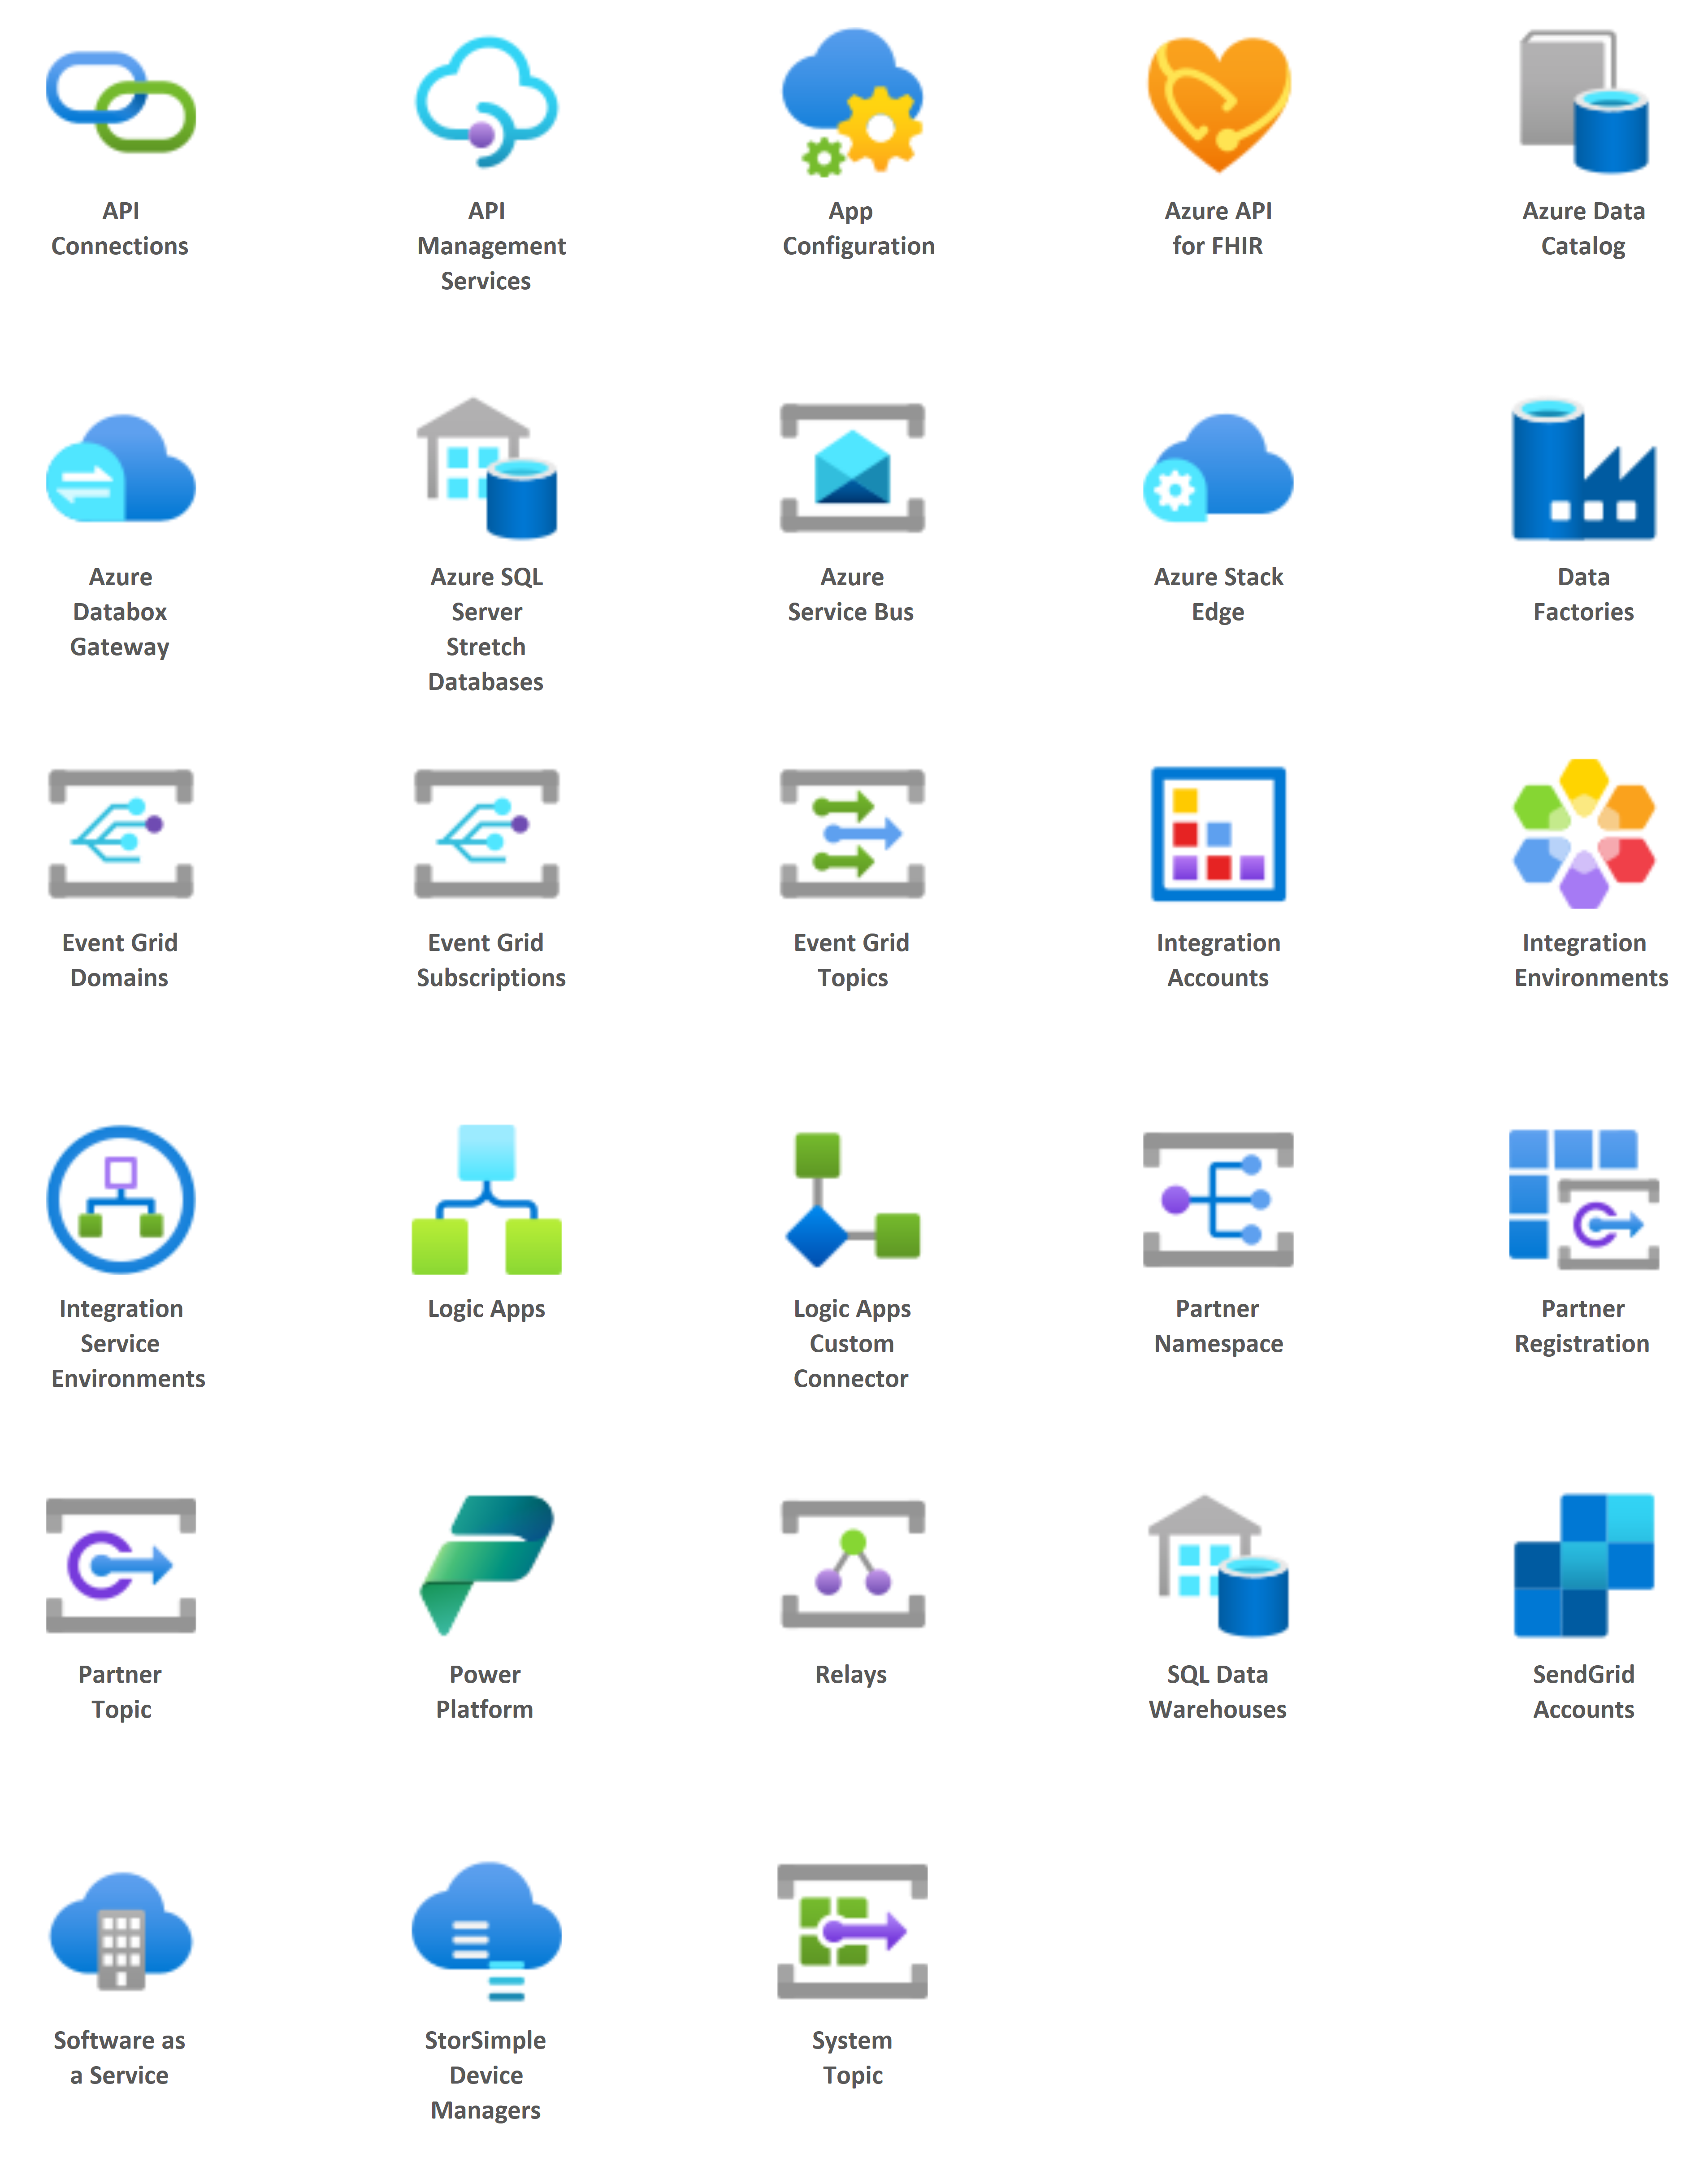 API
Connections
API
Management
Services
App
Configuration
Azure API
for FHIR
Azure Data
Catalog
Azure
Databox
Gateway
Azure SQL
Server
Stretch
Databases
Azure
Service Bus
Azure Stack
Edge
Data
Factories
Event Grid
Domains
Event Grid
Subscriptions
Event Grid
Topics
Integration
Accounts
Integration
Environments
Integration
Service
Environments
Logic Apps
Logic Apps
Custom
Connector
Partner
Namespace
Partner
Registration
Partner
Topic
Power
Platform
Relays
SQL Data
Warehouses
SendGrid
Accounts
Software as
a Service
StorSimple
Device
Managers
System
Topic